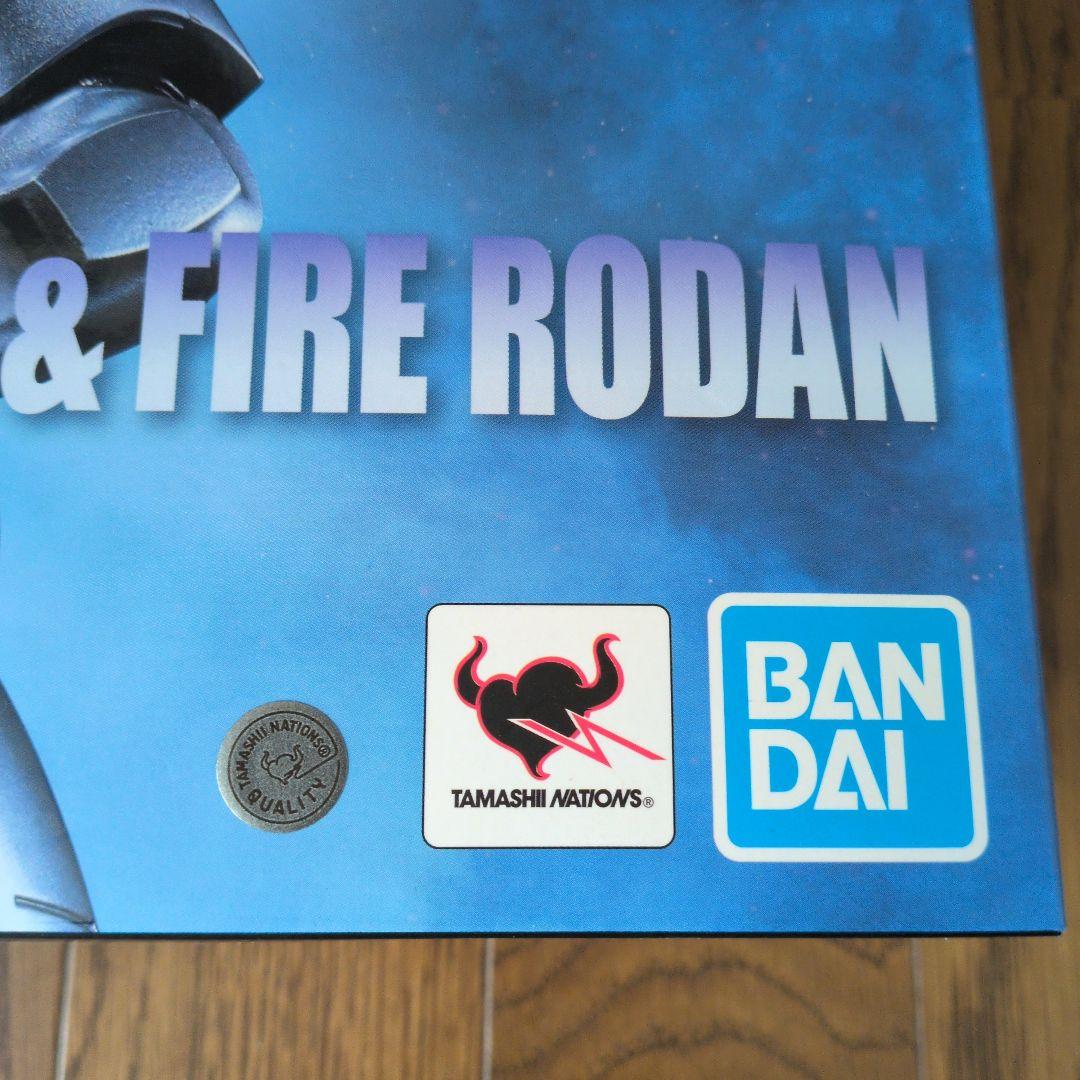 & FIRE RODAN
TAMASHII NATIONS®
QUALITY
TAMASHII NATIONS®
BAN
DAI